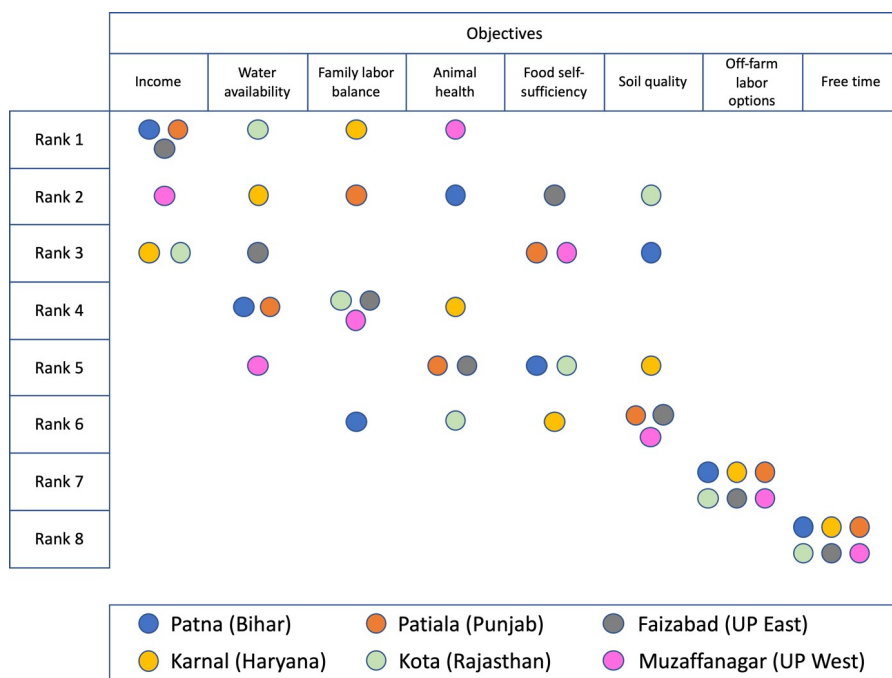 Objectives
Income
Water
availability
Family labor
balance
Animal
health
Food self-
sufficiency
Soil quality
Off-farm
labor
options
Free time
Rank 1
Rank 2
Rank 3
Rank 4
Rank 5
Rank 6
Rank 7
Rank 8
Patna (Bihar)
Patiala (Punjab)
Faizabad (UP East)
Karnal (Haryana)
Kota (Rajasthan)
Muzaffanagar (UP West)